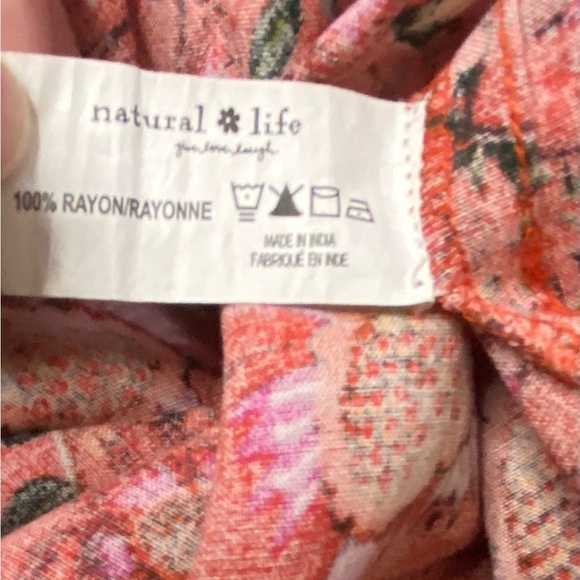 natural life
give. love. laugh.
100% RAYON/RAYONNE
MADE IN INDIA
FABRIQUÉ EN INDE